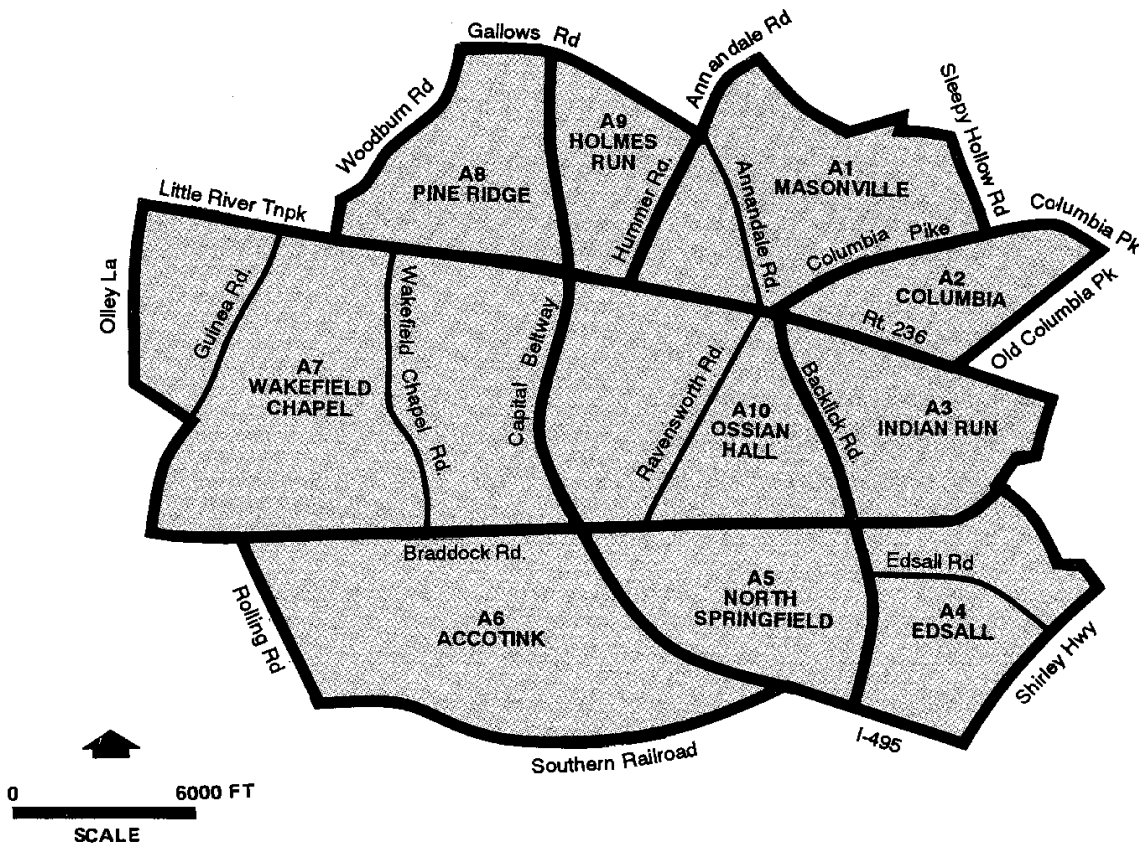 Gallows Rd
Annandale Rd
Woodburn Rd
Sleepy Hollow Rd
A9
HOLMES
RUN
A8
PINE RIDGE
A1
MASONVILLE
Hummer Rd.
Annandale Rd
Little River Tnpk
Columbia Pk
Columbia Pike
Olley La
Guinea Rd.
Wakefield Chapel Rd.
Capital Beltway
A2
COLUMBIA
Rt. 236
Old Columbia Pk
A7
WAKEFIELD
CHAPEL
Ravensworth Rd.
A10
OSSIAN
HALL
Backlick Rd.
A3
INDIAN RUN
Braddock Rd.
Edsall Rd
Rolling Rd
A6
ACCOTINK
A5
NORTH
SPRINGFIELD
A4
EDSALL
Shirley Hwy
I-495
Southern Railroad
0 6000 FT
SCALE